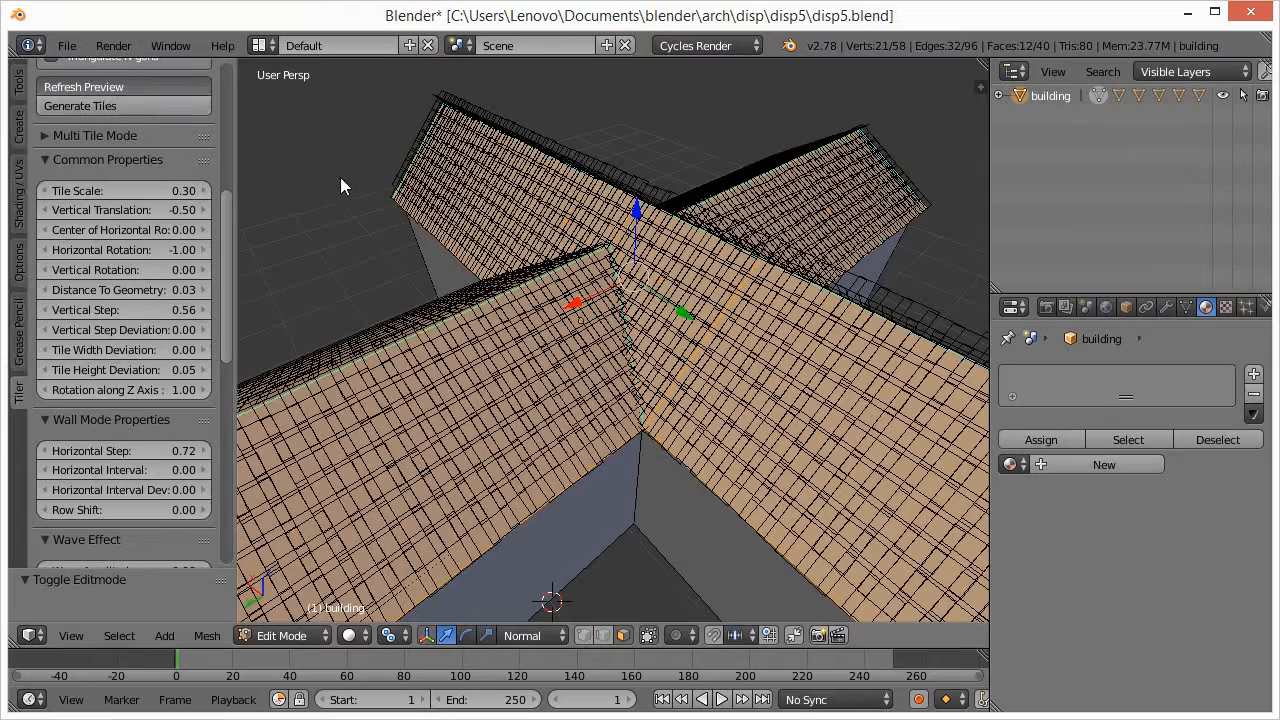 Blender* [C:\Users\Lenovo\Documents\blender\arch\disp\disp5\disp5.blend]
File Render Window Help Default Scene Cycles Render v2.78 | Verts:21/58 | Edges:32/96 | Faces:12/40 | Tris:80 | Mem:23.77M | building
Tools
Create
Shading / UVs
Options
Grease Pencil
Tiler
Refresh Preview
Generate Tiles
Multi Tile Mode
Common Properties
Tile Scale: 0.30
Vertical Translation: -0.50
Center of Horizontal Ro: 0.00
Horizontal Rotation: -1.00
Vertical Rotation: 0.00
Distance To Geometry: 0.03
Vertical Step: 0.56
Vertical Step Deviation: 0.00
Tile Width Deviation: 0.00
Tile Height Deviation: 0.05
Rotation along Z Axis : 1.00
Wall Mode Properties
Horizontal Step: 0.72
Horizontal Interval: 0.00
Horizontal Interval Dev: 0.00
Row Shift: 0.00
Wave Effect
Toggle Editmode
User Persp
(1) building
View Select Add Mesh Edit Mode Normal
-40 -20 0 20 40 60 80 100 120 140 160 180 200 220 240 260
View Marker Frame Playback Start: 1 End: 250 1 No Sync
View Search Visible Layers
building
building
Assign Select Deselect
New